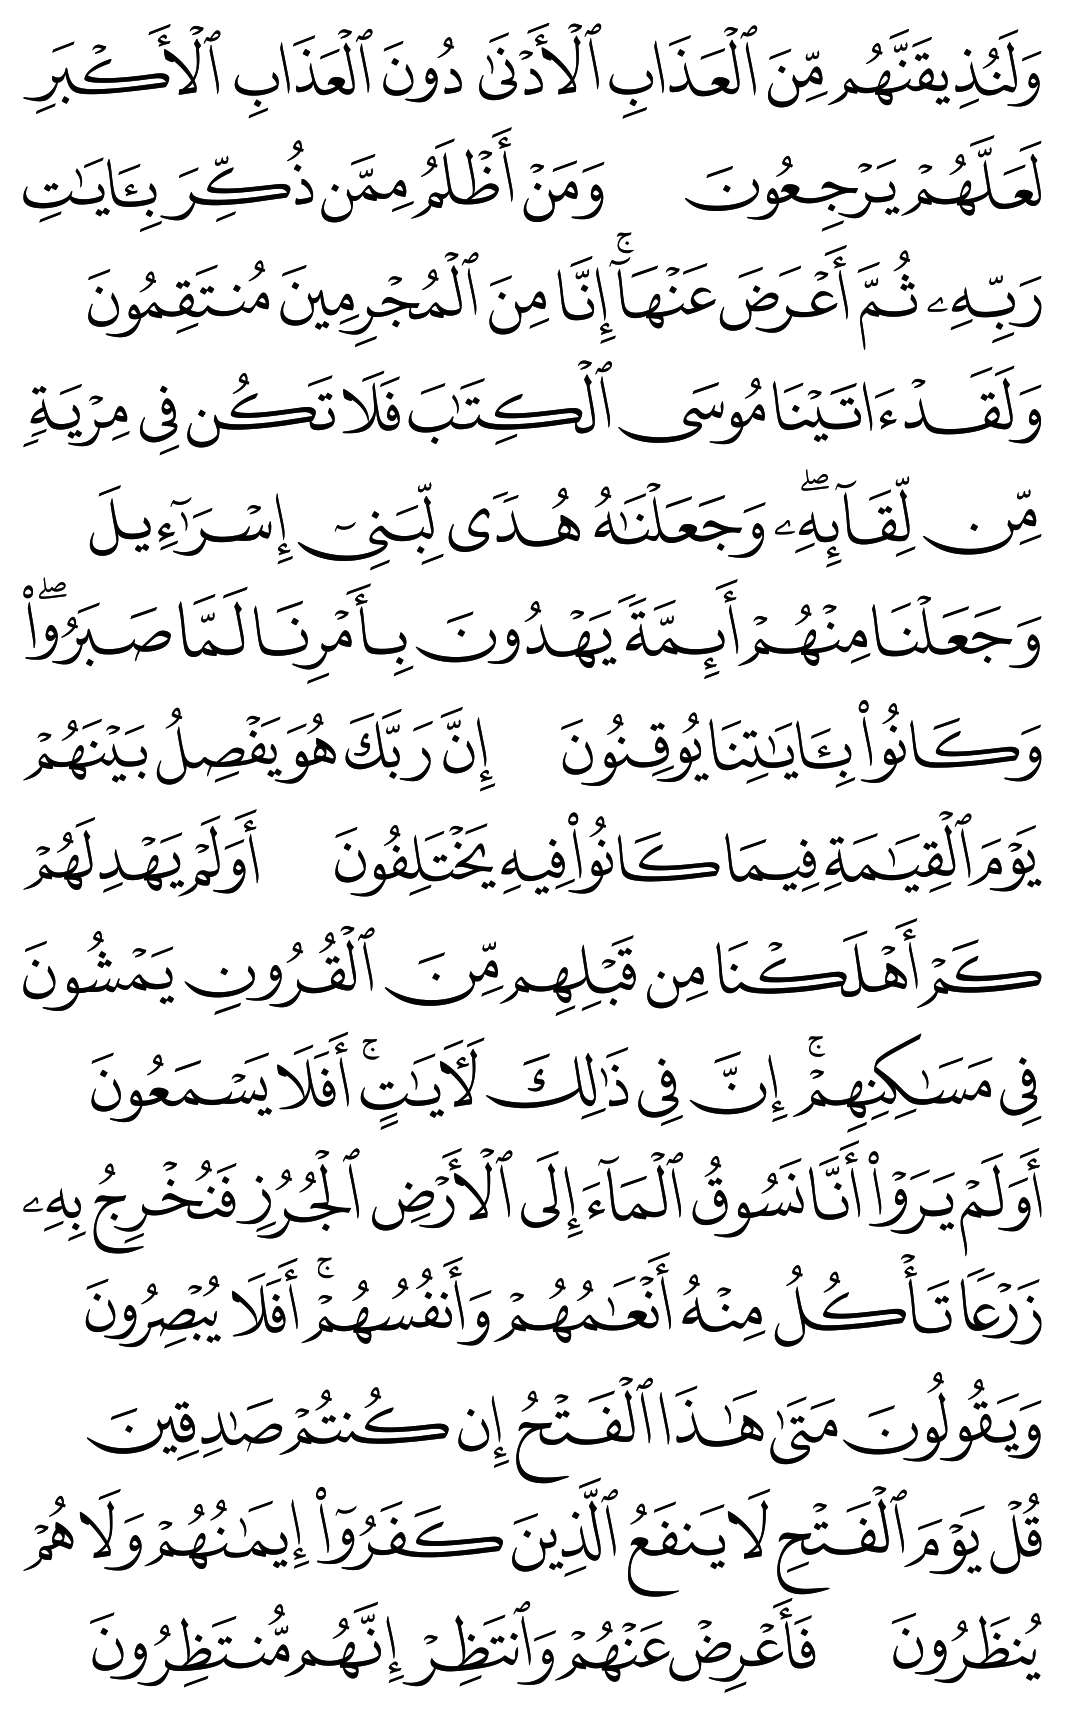 وَلَنُذِيقَنَّهُم مِّنَ ٱلۡعَذَابِ ٱلۡأَدۡنَىٰ دُونَ ٱلۡعَذَابِ ٱلۡأَكۡبَرِ
لَعَلَّهُمۡ يَرۡجِعُونَ وَمَنۡ أَظۡلَمُ مِمَّن ذُكِّرَ بِـَٔايَٰتِ
رَبِّهِۦ ثُمَّ أَعۡرَضَ عَنۡهَآۚ إِنَّا مِنَ ٱلۡمُجۡرِمِينَ مُنتَقِمُونَ
وَلَقَدۡ ءَاتَيۡنَا مُوسَى ٱلۡكِتَٰبَ فَلَا تَكُن فِي مِرۡيَةٖ
مِّن لِّقَآئِهِۦۖ وَجَعَلۡنَٰهُ هُدٗى لِّبَنِيٓ إِسۡرَٰٓءِيلَ
وَجَعَلۡنَا مِنۡهُمۡ أَئِمَّةٗ يَهۡدُونَ بِأَمۡرِنَا لَمَّا صَبَرُواْۖ
وَكَانُواْ بِـَٔايَٰتِنَا يُوقِنُونَ إِنَّ رَبَّكَ هُوَ يَفۡصِلُ بَيۡنَهُمۡ
يَوۡمَ ٱلۡقِيَٰمَةِ فِيمَا كَانُواْ فِيهِ يَخۡتَلِفُونَ أَوَلَمۡ يَهۡدِ لَهُمۡ
كَمۡ أَهۡلَكۡنَا مِن قَبۡلِهِم مِّنَ ٱلۡقُرُونِ يَمۡشُونَ
فِي مَسَٰكِنِهِمۡۚ إِنَّ فِي ذَٰلِكَ لَأٓيَٰتٍۚ أَفَلَا يَسۡمَعُونَ
أَوَلَمۡ يَرَوۡاْ أَنَّا نَسُوقُ ٱلۡمَآءَ إِلَى ٱلۡأَرۡضِ ٱلۡجُرُزِ فَنُخۡرِجُ بِهِۦ
زَرۡعٗا تَأۡكُلُ مِنۡهُ أَنۡعَٰمُهُمۡ وَأَنفُسُهُمۡۚ أَفَلَا يُبۡصِرُونَ
وَيَقُولُونَ مَتَىٰ هَٰذَا ٱلۡفَتۡحُ إِن كُنتُمۡ صَٰدِقِينَ
قُلۡ يَوۡمَ ٱلۡفَتۡحِ لَا يَنفَعُ ٱلَّذِينَ كَفَرُوٓاْ إِيمَٰنُهُمۡ وَلَا هُمۡ
يُنظَرُونَ فَأَعۡرِضۡ عَنۡهُمۡ وَٱنتَظِرۡ إِنَّهُم مُّنتَظِرُونَ